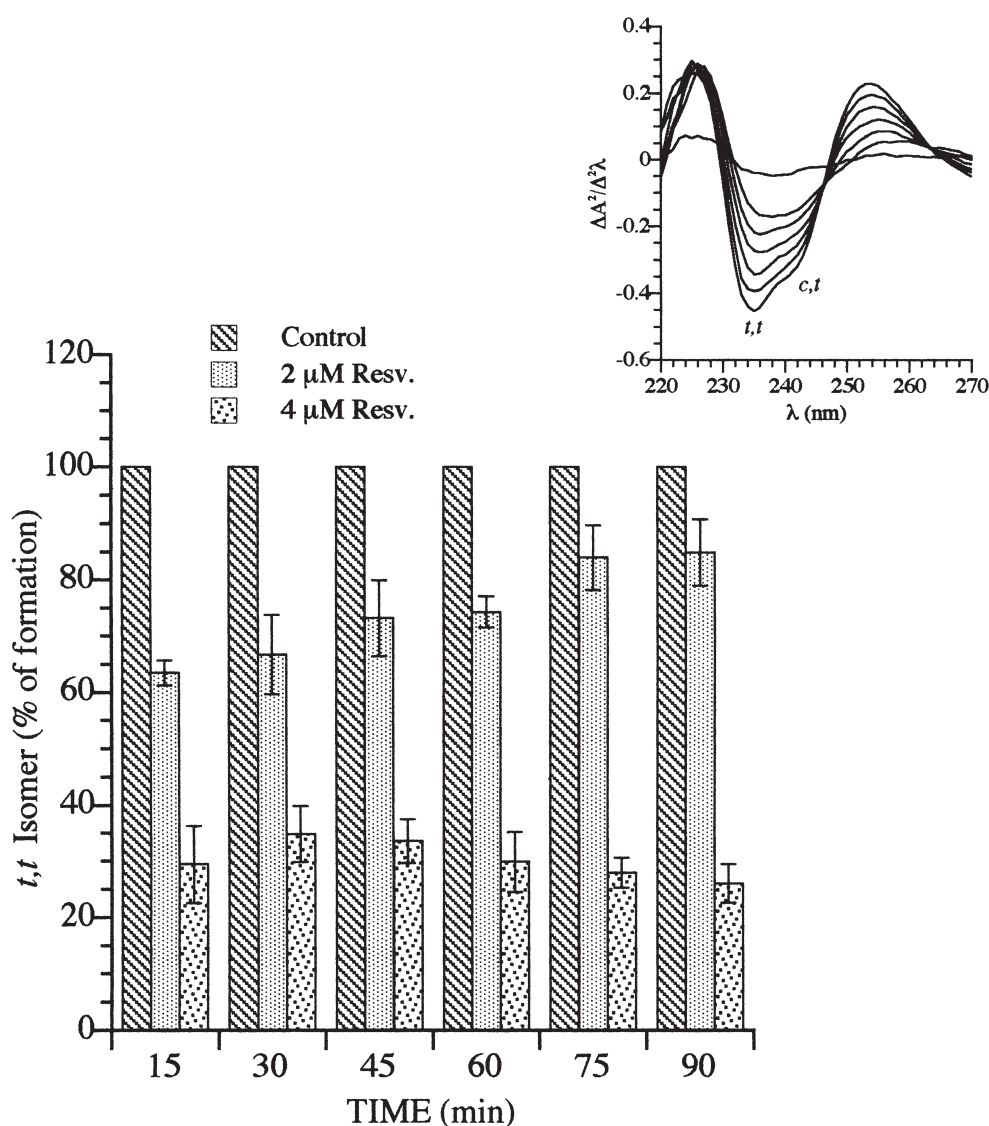 0.4
0.2
0
-0.2
-0.4
-0.6
ΔA²/Δ²λ
c,t
t,t
220 230 240 250 260 270
λ (nm)
Control
2 μM Resv.
4 μM Resv.
120
100
80
60
40
20
0
t,t Isomer (% of formation)
15 30 45 60 75 90
TIME (min)